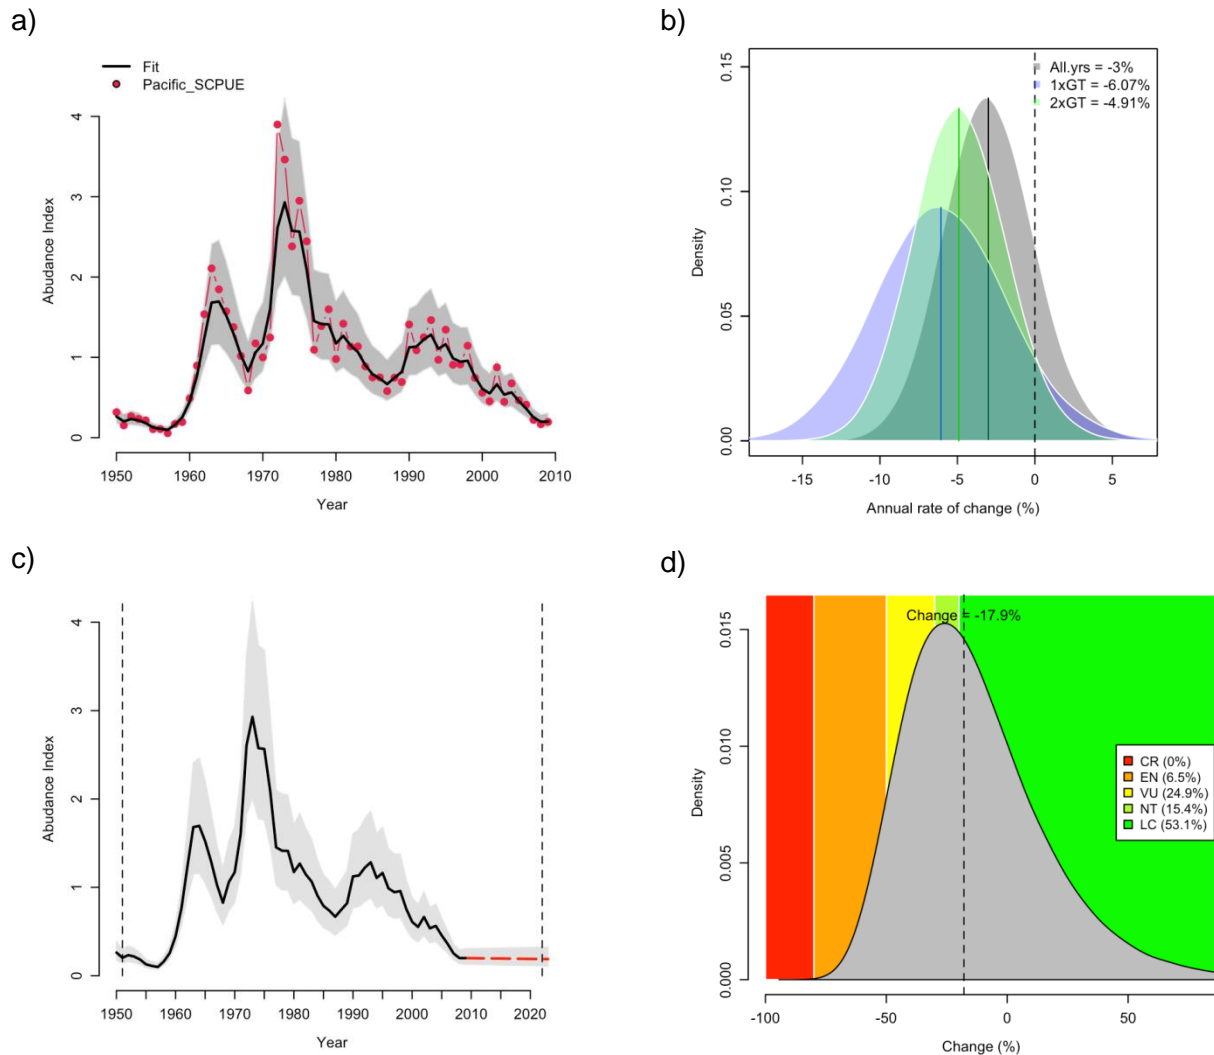 a)
Fit
Pacific_SCPUE
Abudance Index
0 1 2 3 4
1950 1960 1970 1980 1990 2000 2010
Year
b)
All.yrs = -3%
1xGT = -6.07%
2xGT = -4.91%
Density
0.00 0.05 0.10 0.15
-15 -10 -5 0 5
Annual rate of change (%)
c)
Abudance Index
0 1 2 3 4
1950 1960 1970 1980 1990 2000 2010 2020
Year
d)
Change = -17.9%
Density
0.000 0.005 0.010 0.015
CR (0%)
EN (6.5%)
VU (24.9%)
NT (15.4%)
LC (53.1%)
-100 -50 0 50
Change (%)